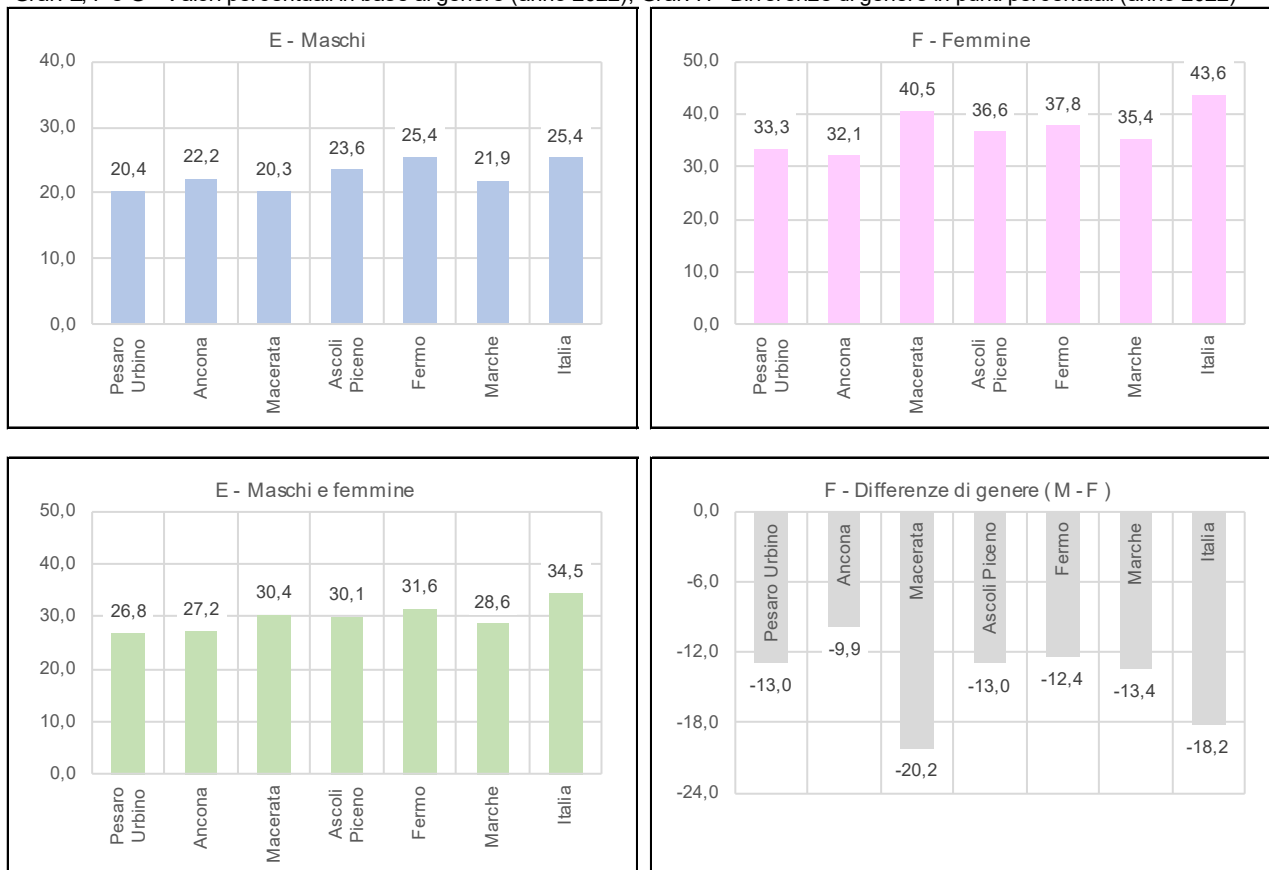 E - Maschi
40,0
30,0
20,0
10,0
0,0
20,4
22,2
20,3
23,6
25,4
21,9
25,4
Pesaro
Urbino
Ancona
Macerata
Ascoli
Piceno
Fermo
Marche
Italia
F - Femmine
50,0
40,0
30,0
20,0
10,0
0,0
33,3
32,1
40,5
36,6
37,8
35,4
43,6
Pesaro
Urbino
Ancona
Macerata
Ascoli
Piceno
Fermo
Marche
Italia
E - Maschi e femmine
50,0
40,0
30,0
20,0
10,0
0,0
26,8
27,2
30,4
30,1
31,6
28,6
34,5
Pesaro
Urbino
Ancona
Macerata
Ascoli
Piceno
Fermo
Marche
Italia
F - Differenze di genere ( M - F )
0,0
-6,0
-12,0
-18,0
-24,0
Pesaro Urbino
Ancona
Macerata
Ascoli Piceno
Fermo
Marche
Italia
-13,0
-9,9
-20,2
-13,0
-12,4
-13,4
-18,2